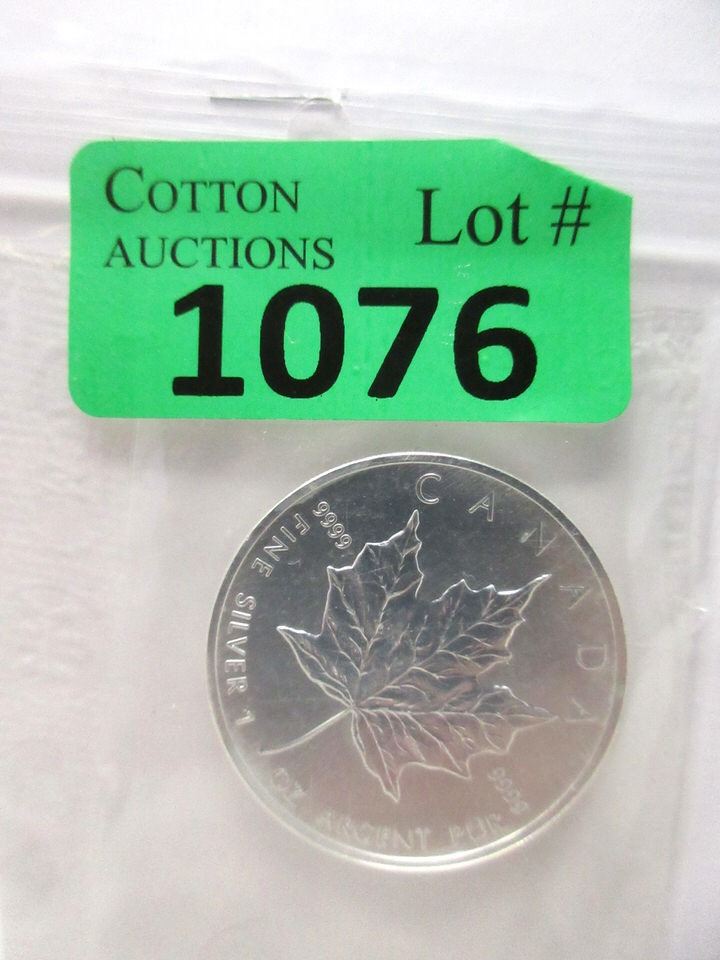 COTTON
AUCTIONS
Lot #
1076
CANADA
9999
FINE SILVER 1 OZ ARGENT PUR
9999